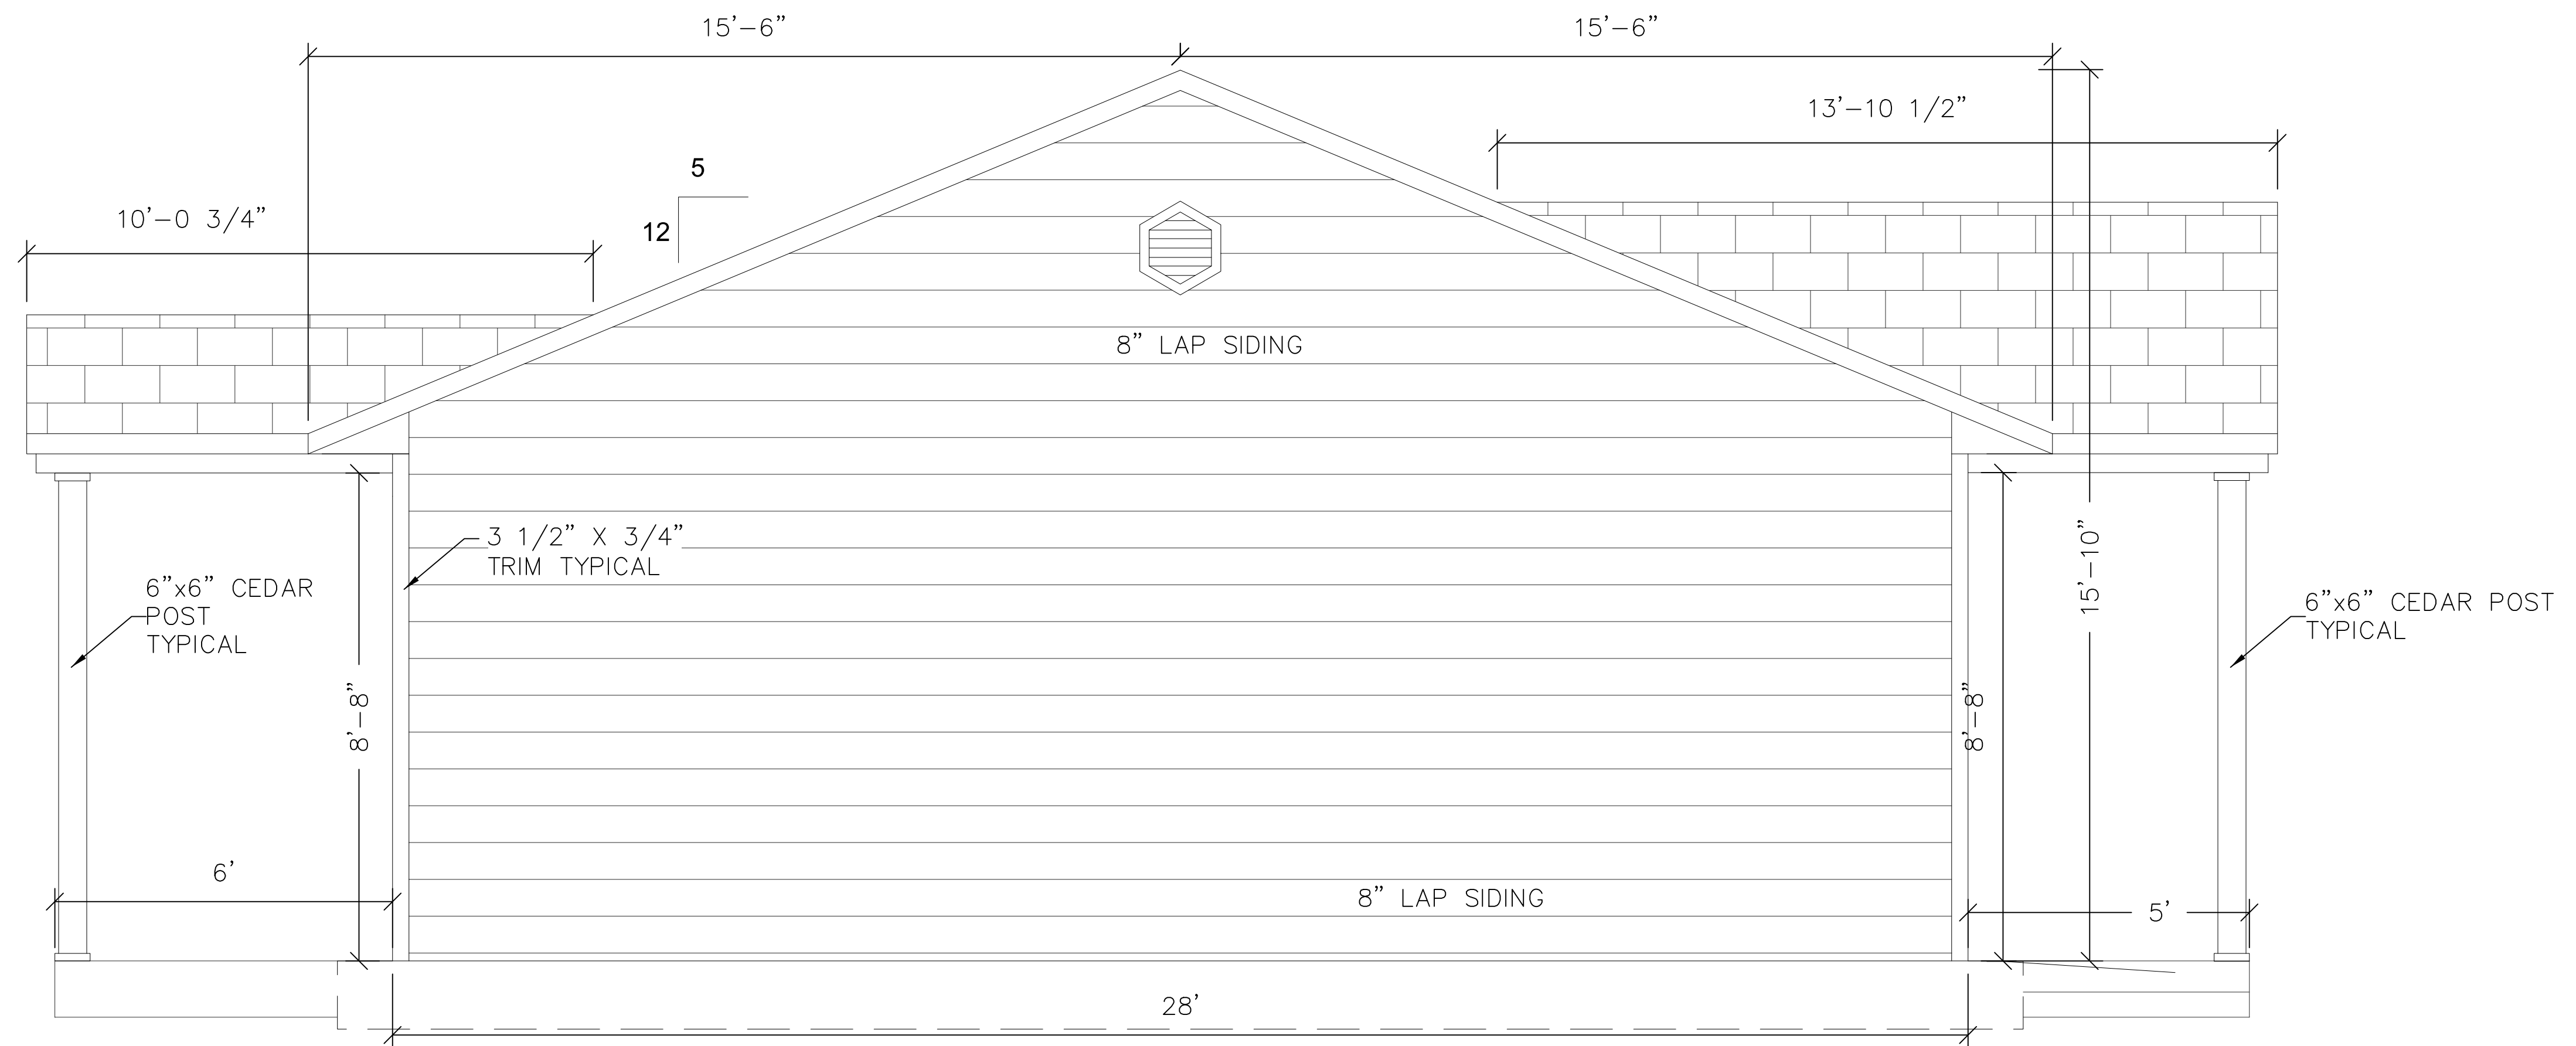 15'-6" 15'-6"
13'-10 1/2"
5
12
10'-0 3/4"
8" LAP SIDING
3 1/2" X 3/4"
TRIM TYPICAL
6"x6" CEDAR
POST
TYPICAL
15'-10"
6"x6" CEDAR POST
TYPICAL
8'-8"
8'-8"
6'
8" LAP SIDING
5'
28'